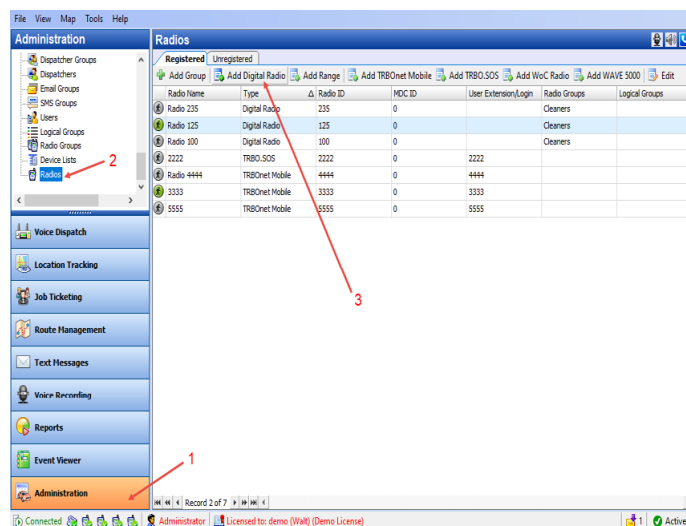 File View Map Tools Help
Administration
Dispatcher Groups
Dispatchers
Email Groups
SMS Groups
Users
Logical Groups
Radio Groups
Device Lists
Radios
2
Voice Dispatch
Location Tracking
Job Ticketing
Route Management
Text Messages
Voice Recording
Reports
Event Viewer
Administration
1
Radios
Registered Unregistered
Add Group Add Digital Radio Add Range Add TRBOnet Mobile Add TRBO.SOS Add WoC Radio Add WAVE 5000 Edit
Radio Name Type Radio ID MDC ID User Extension/Login Radio Groups Logical Groups
Radio 235 Digital Radio 235 0 Cleaners
Radio 125 Digital Radio 125 0 Cleaners
Radio 100 Digital Radio 100 0 Cleaners
2222 TRBO.SOS 2222 0 2222
Radio 4444 TRBOnet Mobile 4444 0 4444
3333 TRBOnet Mobile 3333 0 3333
5555 TRBOnet Mobile 5555 0 5555
3
Record 2 of 7
Connected Administrator Licensed to: demo (Walt) (Demo License) 1 Active